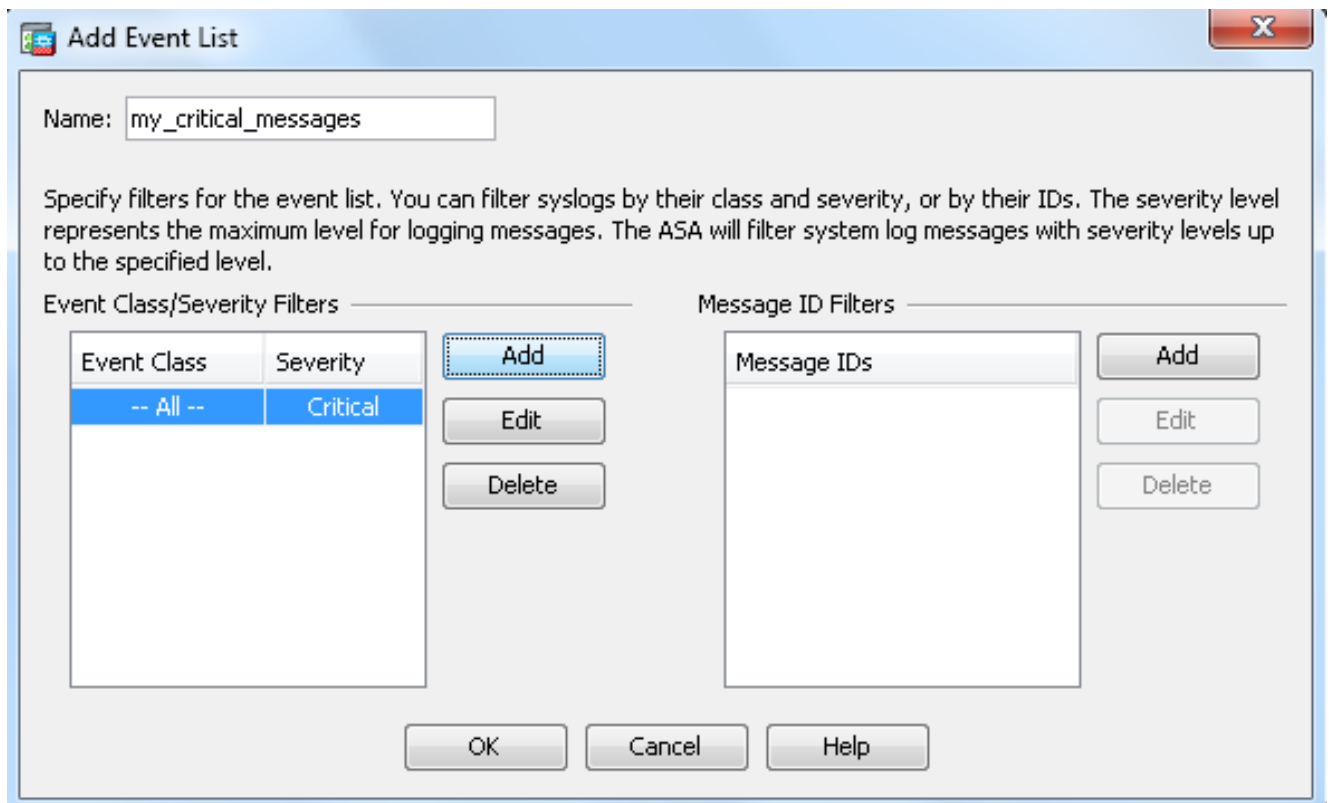 Add Event List
Name: my_critical_messages
Specify filters for the event list. You can filter syslogs by their class and severity, or by their IDs. The severity level
represents the maximum level for logging messages. The ASA will filter system log messages with severity levels up
to the specified level.
Event Class/Severity Filters
Event Class Severity
-- All -- Critical
Add
Edit
Delete
Message ID Filters
Message IDs
Add
Edit
Delete
OK Cancel Help